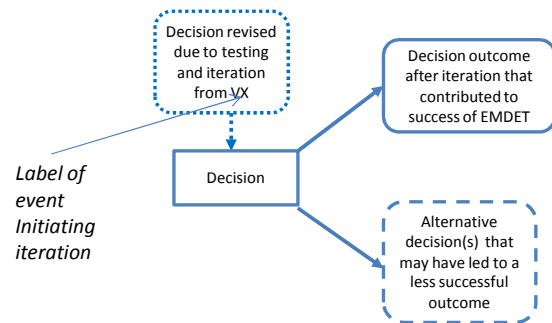 Decision revised
due to testing
and iteration
from VX
Decision outcome
after iteration that
contributed to
success of EMDET
Label of
event
Initiating
iteration
Decision
Alternative
decision(s) that
may have led to a
less successful
outcome